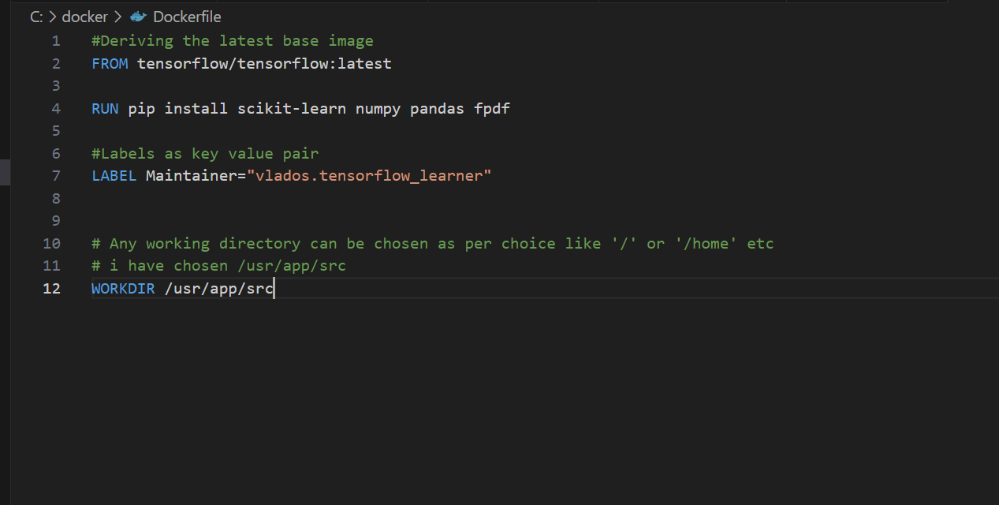 C: > docker > Dockerfile
1 #Deriving the latest base image
2 FROM tensorflow/tensorflow:latest
3
4 RUN pip install scikit-learn numpy pandas fpdf
5
6 #Labels as key value pair
7 LABEL Maintainer="vlados.tensorflow_learner"
8
9
10 # Any working directory can be chosen as per choice like '/' or '/home' etc
11 # i have chosen /usr/app/src
12 WORKDIR /usr/app/src